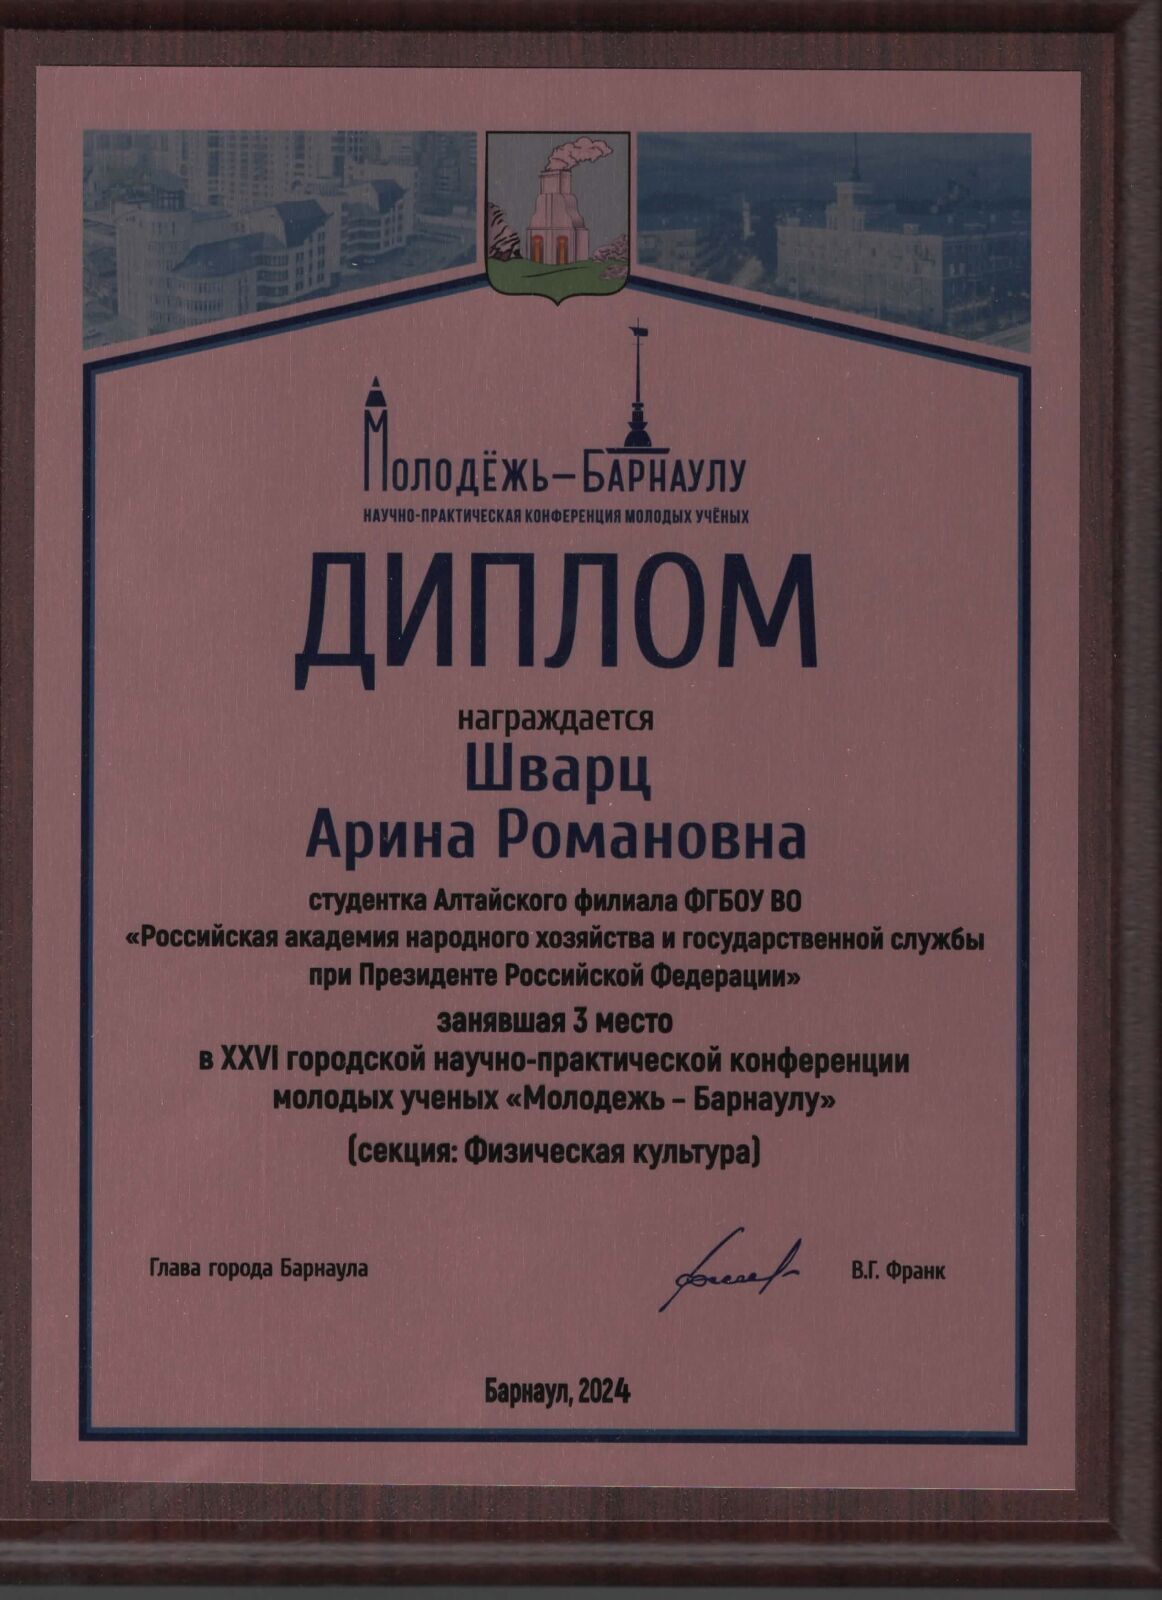 МОЛОДЁЖЬ–БАРНАУЛУ
НАУЧНО-ПРАКТИЧЕСКАЯ КОНФЕРЕНЦИЯ МОЛОДЫХ УЧЁНЫХ
ДИПЛОМ
награждается
Шварц
Арина Романовна
студентка Алтайского филиала ФГБОУ ВО
«Российская академия народного хозяйства и государственной службы
при Президенте Российской Федерации»
занявшая 3 место
в XXVI городской научно-практической конференции
молодых ученых «Молодежь – Барнаулу»
(секция: Физическая культура)
Глава города Барнаула В.Г. Франк
Барнаул, 2024